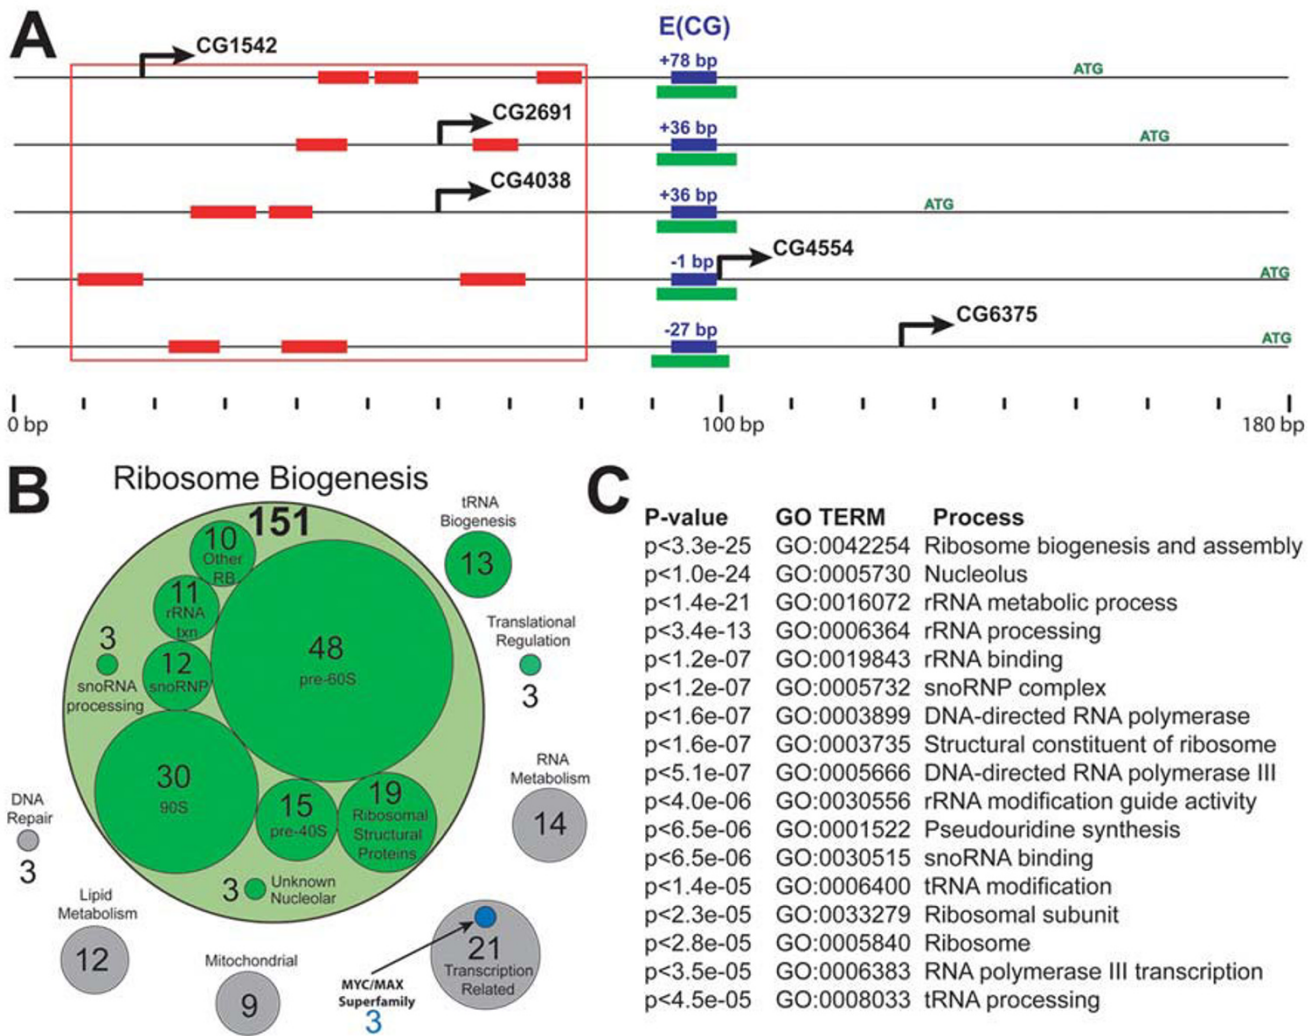 A
E(CG)
CG1542
+78 bp
ATG
CG2691
+36 bp
ATG
CG4038
+36 bp
ATG
-1 bp
CG4554
ATG
-27 bp
CG6375
ATG
0 bp
100 bp
180 bp
B
Ribosome Biogenesis
151
10
Other
RB
11
rRNA
txn
3
snoRNA
processing
12
snoRNP
48
pre-60S
30
90S
15
pre-40S
19
Ribosomal
Structural
Proteins
3
Unknown
Nucleolar
tRNA
Biogenesis
13
Translational
Regulation
3
RNA
Metabolism
14
DNA
Repair
3
Lipid
Metabolism
12
Mitochondrial
9
MYC/MAX
Superfamily
3
21
Transcription
Related
C
P-value GO TERM Process
p<3.3e-25 GO:0042254 Ribosome biogenesis and assembly
p<1.0e-24 GO:0005730 Nucleolus
p<1.4e-21 GO:0016072 rRNA metabolic process
p<3.4e-13 GO:0006364 rRNA processing
p<1.2e-07 GO:0019843 rRNA binding
p<1.2e-07 GO:0005732 snoRNP complex
p<1.6e-07 GO:0003899 DNA-directed RNA polymerase
p<1.6e-07 GO:0003735 Structural constituent of ribosome
p<5.1e-07 GO:0005666 DNA-directed RNA polymerase III
p<4.0e-06 GO:0030556 rRNA modification guide activity
p<6.5e-06 GO:0001522 Pseudouridine synthesis
p<6.5e-06 GO:0030515 snoRNA binding
p<1.4e-05 GO:0006400 tRNA modification
p<2.3e-05 GO:0033279 Ribosomal subunit
p<2.8e-05 GO:0005840 Ribosome
p<3.5e-05 GO:0006383 RNA polymerase III transcription
p<4.5e-05 GO:0008033 tRNA processing